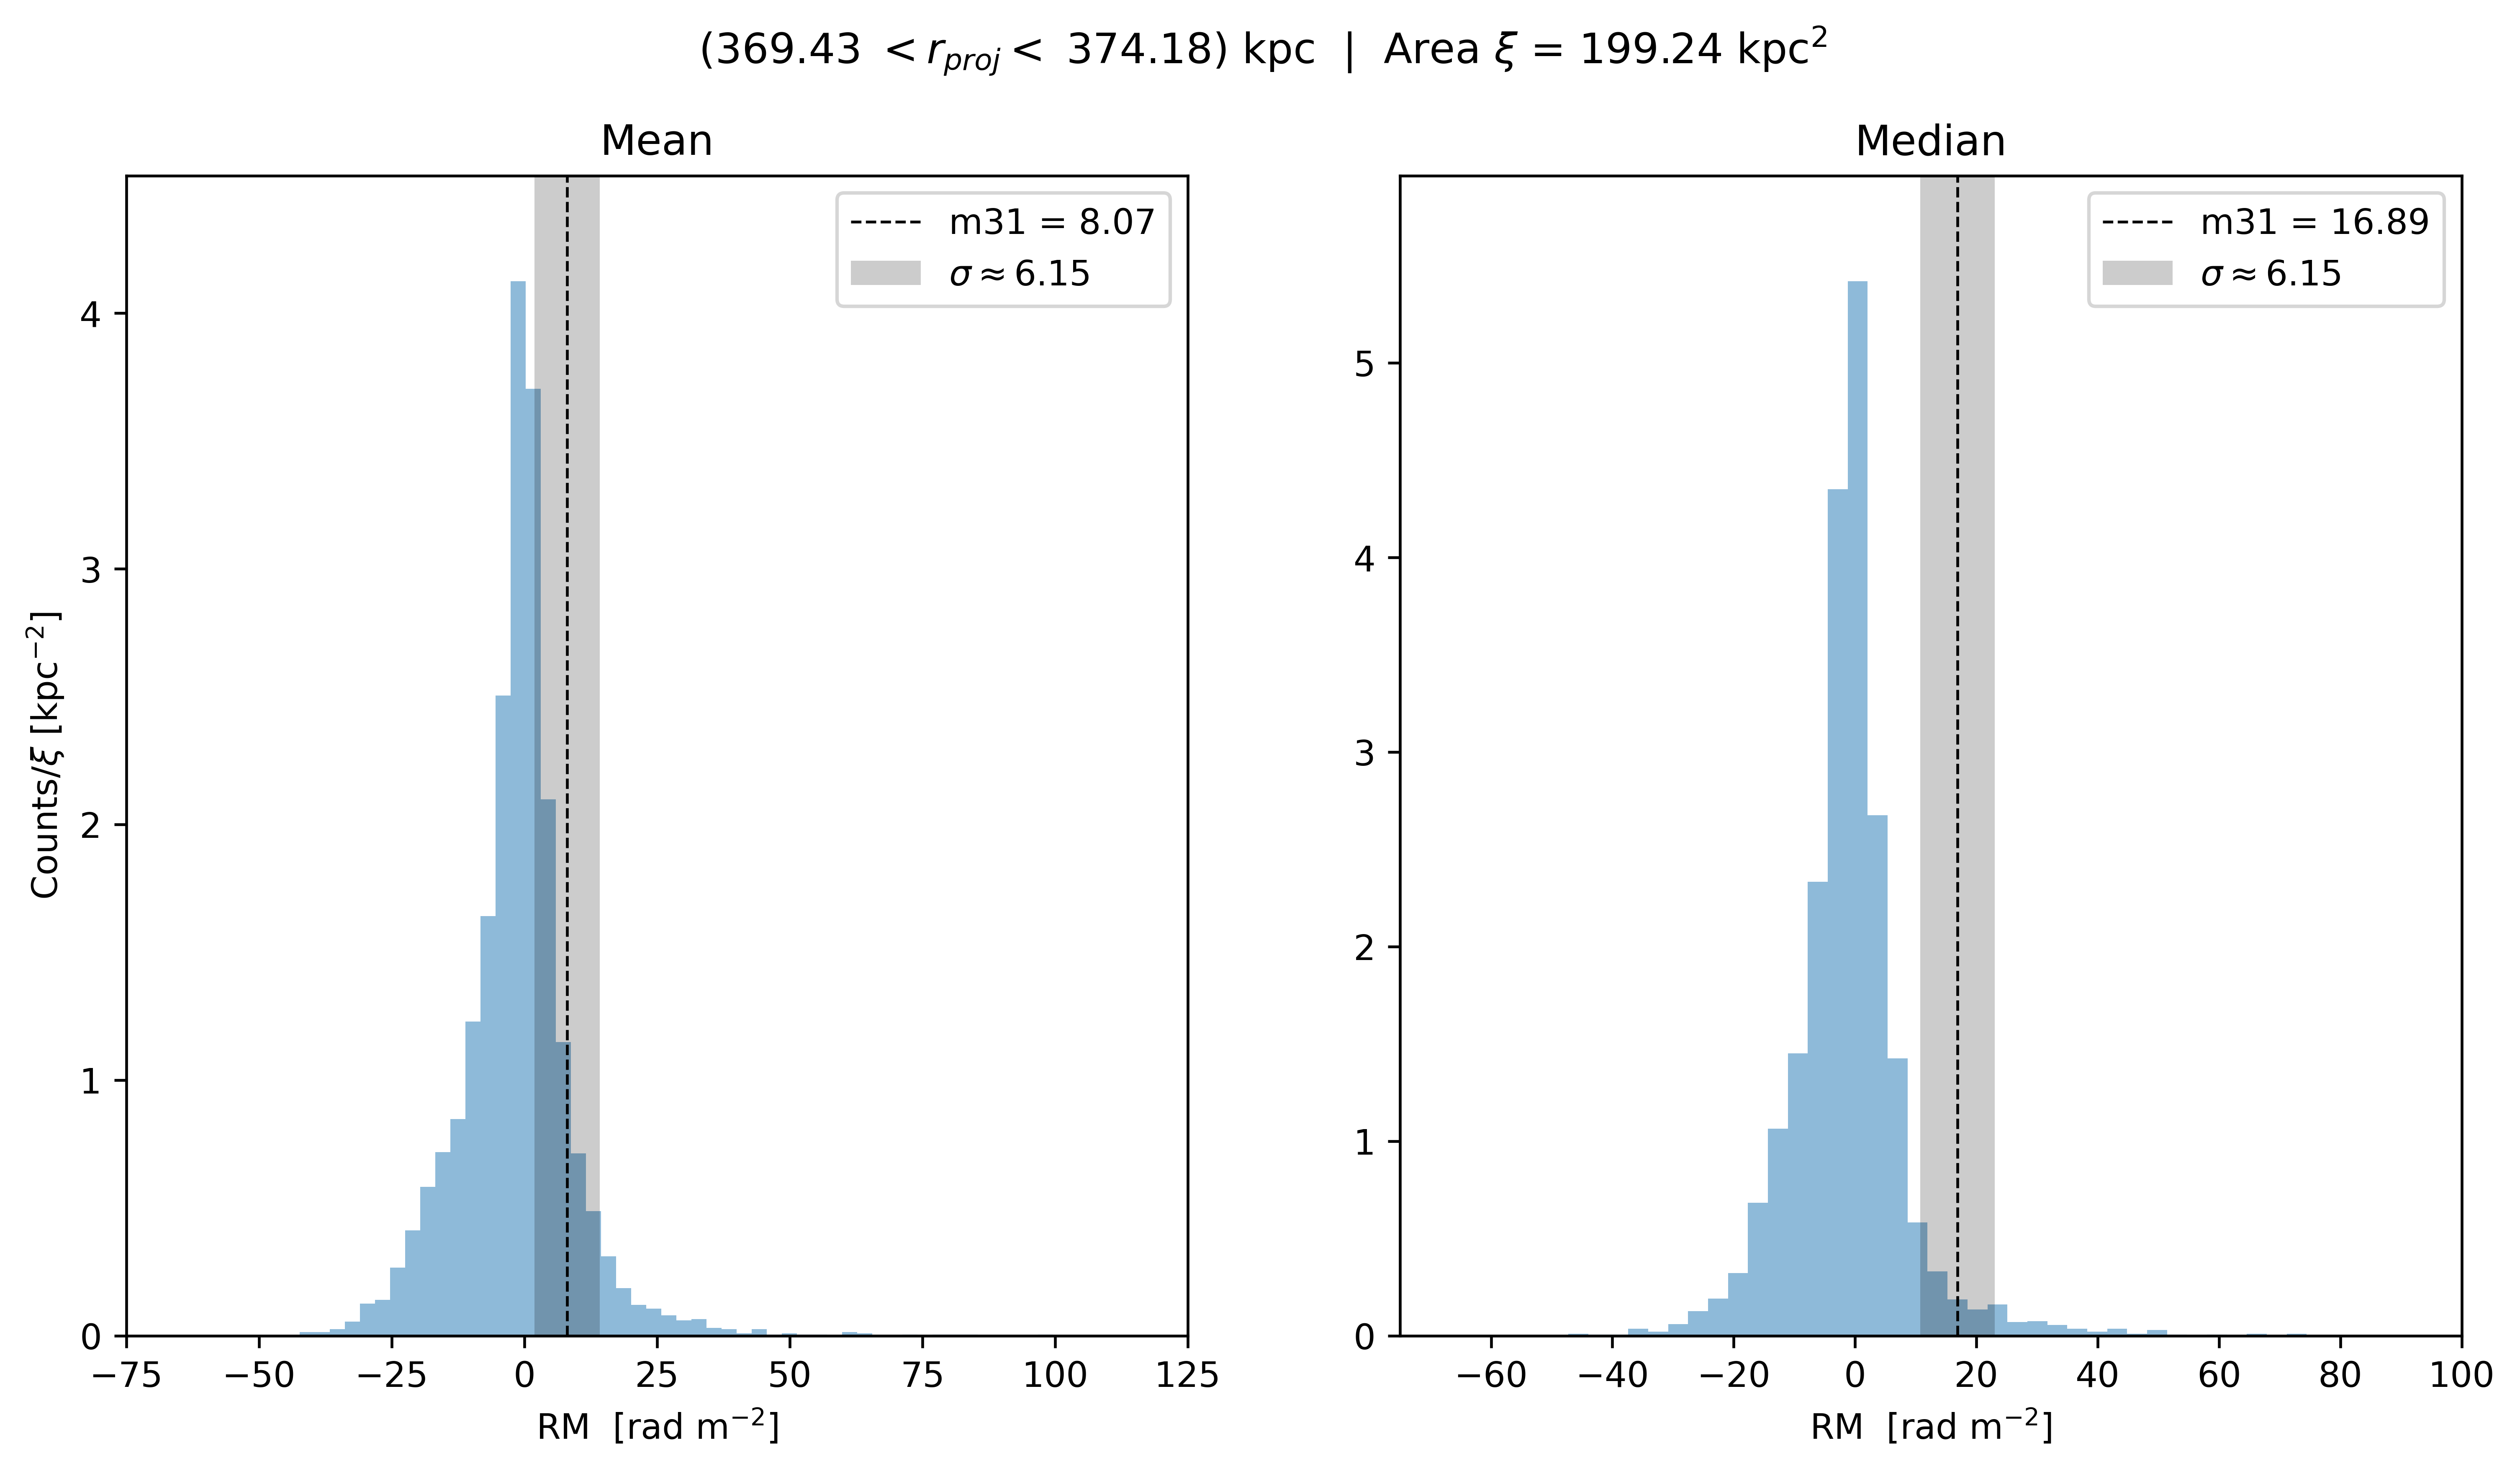 (369.43 < r_proj < 374.18) kpc | Area ξ = 199.24 kpc²
Mean
m31 = 8.07
σ ≈ 6.15
Counts/ξ [kpc⁻²]
4
3
2
1
0
−75 −50 −25 0 25 50 75 100 125
RM [rad m⁻²]
Median
m31 = 16.89
σ ≈ 6.15
5
4
3
2
1
0
−60 −40 −20 0 20 40 60 80 100
RM [rad m⁻²]